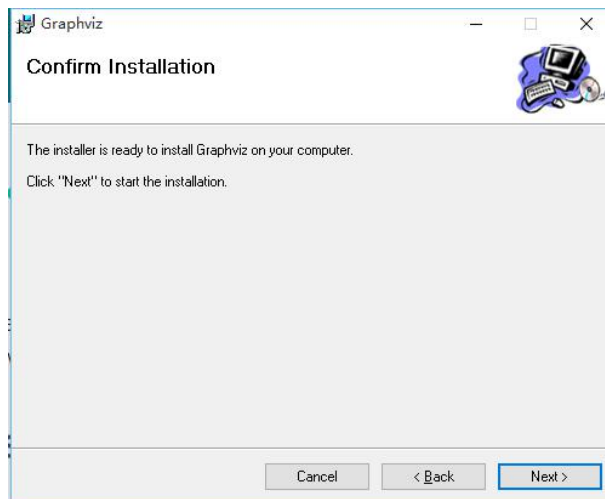 Graphviz
Confirm Installation
The installer is ready to install Graphviz on your computer.
Click "Next" to start the installation.
Cancel
< Back
Next >